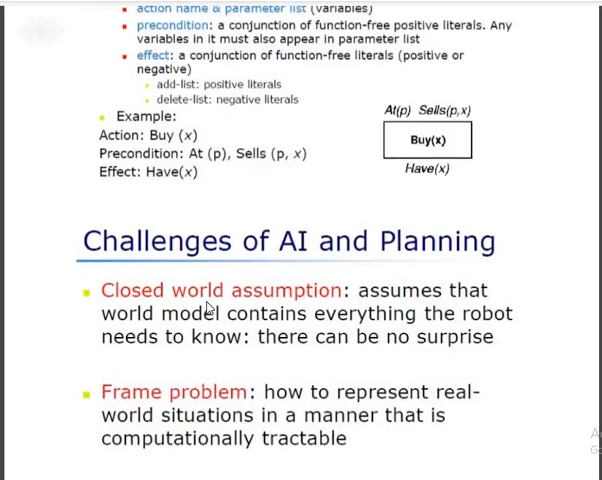 action name & parameter list (variables)
precondition: a conjunction of function-free positive literals. Any
variables in it must also appear in parameter list
effect: a conjunction of function-free literals (positive or
negative)
add-list: positive literals
delete-list: negative literals
Example:
Action: Buy (x)
Precondition: At (p), Sells (p, x)
Effect: Have(x)
At(p) Sells(p,x)
Buy(x)
Have(x)
Challenges of AI and Planning
Closed world assumption: assumes that
world model contains everything the robot
needs to know: there can be no surprise
Frame problem: how to represent real-
world situations in a manner that is
computationally tractable